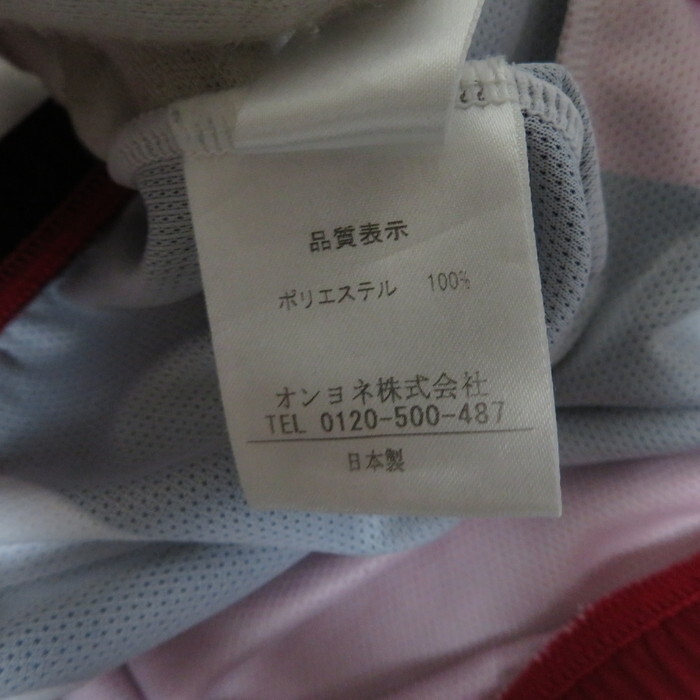 品質表示
ポリエステル 100%
オンヨネ株式会社
TEL 0120-500-487
日本製